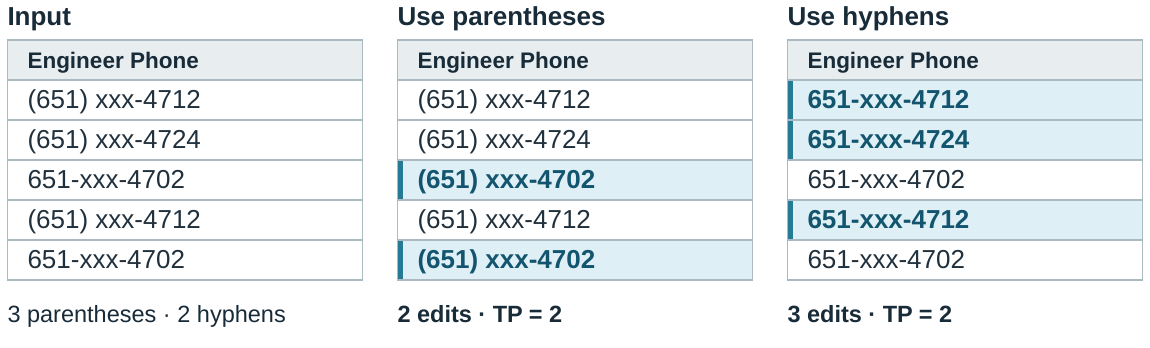 Input
Engineer Phone
(651) xxx-4712
(651) xxx-4724
651-xxx-4702
(651) xxx-4712
651-xxx-4702
3 parentheses · 2 hyphens
Use parentheses
Engineer Phone
(651) xxx-4712
(651) xxx-4724
(651) xxx-4702
(651) xxx-4712
(651) xxx-4702
2 edits · TP = 2
Use hyphens
Engineer Phone
651-xxx-4712
651-xxx-4724
651-xxx-4702
651-xxx-4712
651-xxx-4702
3 edits · TP = 2